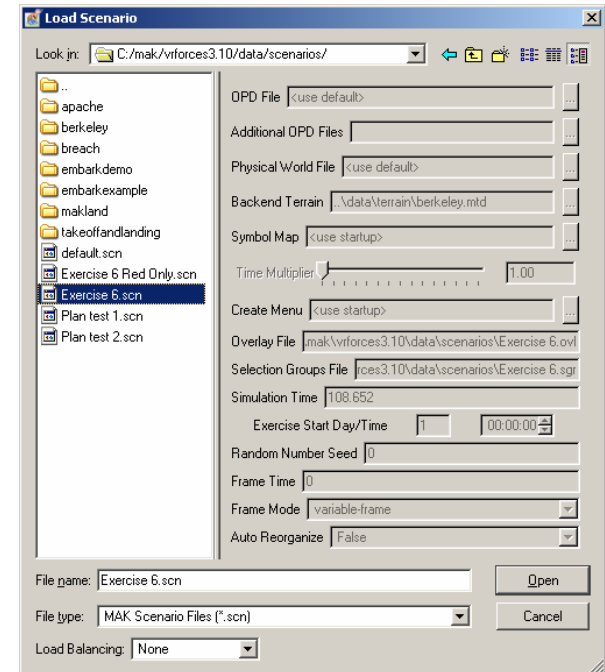 Load Scenario
Look in: C:/mak/vrforces3.10/data/scenarios/
..
apache
berkeley
breach
embarkdemo
embarkexample
makland
takeoffandlanding
default.scn
Exercise 6 Red Only.scn
Exercise 6.scn
Plan test 1.scn
Plan test 2.scn
OPD File <use default> ...
Additional OPD Files ...
Physical World File <use default> ...
Backend Terrain ..\data\terrain\berkeley.mtd ...
Symbol Map <use startup> ...
Time Multiplier 1.00
Create Menu <use startup> ...
Overlay File .mak\vrforces3.10\data\scenarios\Exercise 6.ovl
Selection Groups File rces3.10\data\scenarios\Exercise 6.sgr
Simulation Time 108.652
Exercise Start Day/Time 1 00:00:00
Random Number Seed 0
Frame Time 0
Frame Mode variable-frame
Auto Reorganize False
File name: Exercise 6.scn Open
File type: MAK Scenario Files (*.scn) Cancel
Load Balancing: None